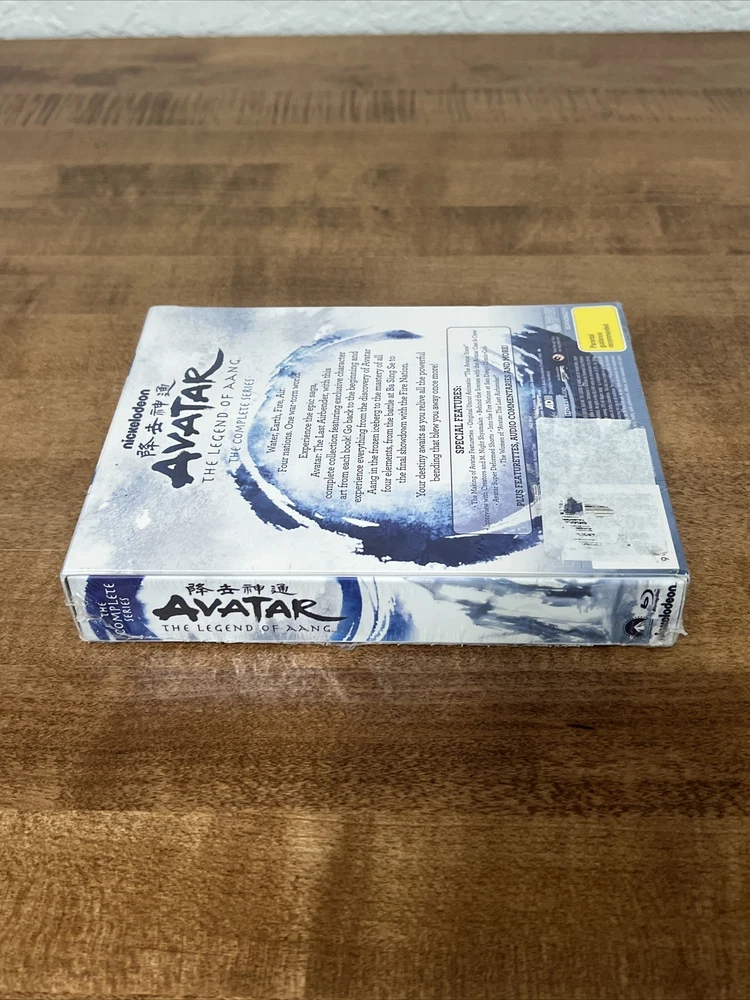 nickelodeon
降去神通
AVATAR
THE LEGEND OF AANG
THE COMPLETE SERIES
Water, Earth, Fire, Air.
Four nations. One war-torn world.
Experience the epic saga,
Avatar: The Last Airbender, with this
complete collection featuring exclusive character
art from each book! Go back to the beginning and
experience everything from the discovery of Avatar
Aang in the frozen iceberg to the mastery of all
four elements, from the battle at Ba Sing Se to
the final showdown with the Fire Nation.
Your destiny awaits as you relive all the powerful
bending that blew you away once more!
SPECIAL FEATURES:
PLUS FEATURETTES, AUDIO COMMENTARIES AND MORE!
Parental
guidance
recommended
THE
COMPLETE
SERIES
降去神通
AVATAR
THE LEGEND OF AANG
nickelodeon